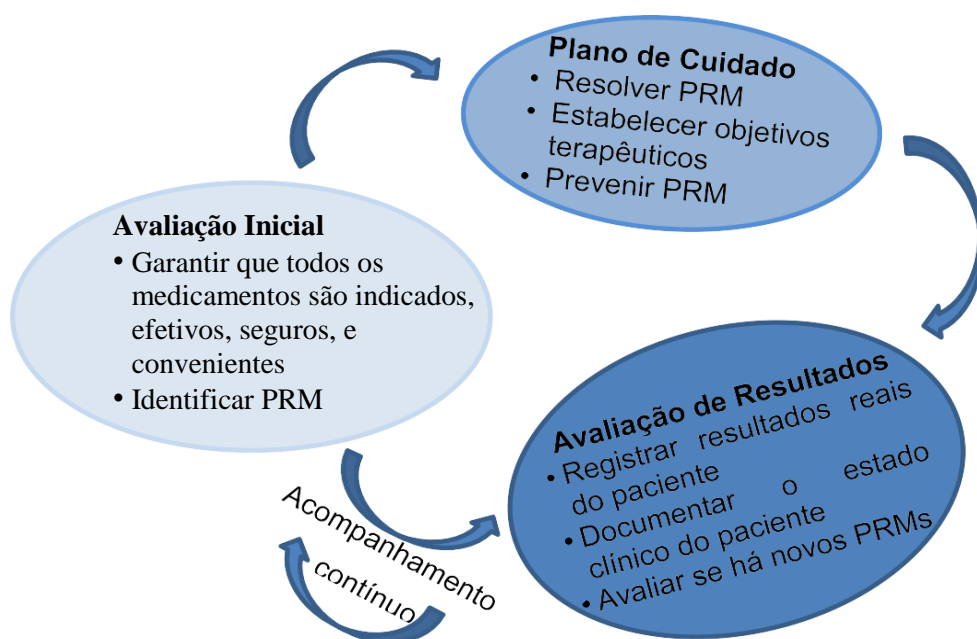 Plano de Cuidado
• Resolver PRM
• Estabelecer objetivos
terapêuticos
• Prevenir PRM
Avaliação Inicial
• Garantir que todos os
medicamentos são indicados,
efetivos, seguros, e
convenientes
• Identificar PRM
Avaliação de Resultados
• Registrar resultados reais
do paciente
• Documentar o estado
clínico do paciente
• Avaliar se há novos PRMs
Acompanhamento
contínuo